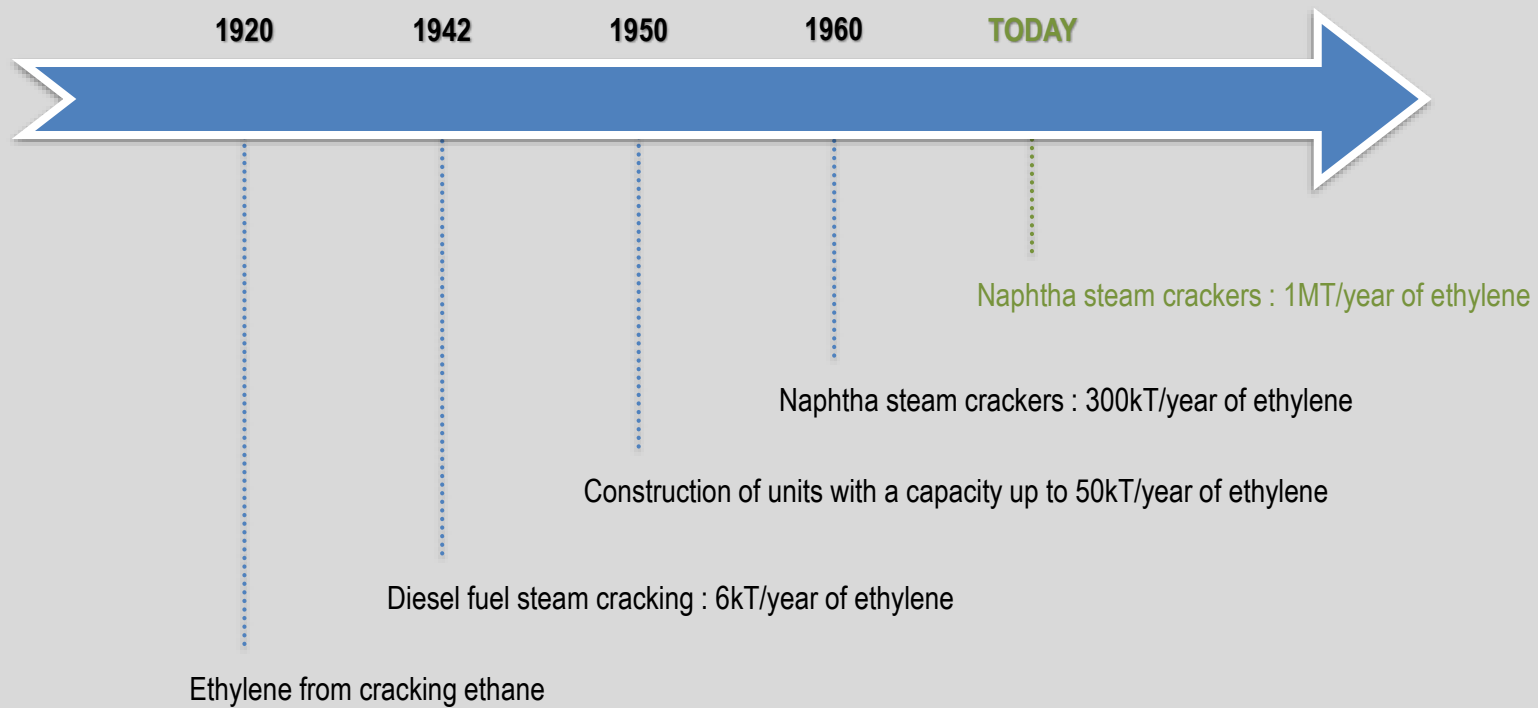 1920
1942
1950
1960
TODAY
Naphtha steam crackers : 1MT/year of ethylene
Naphtha steam crackers : 300kT/year of ethylene
Construction of units with a capacity up to 50kT/year of ethylene
Diesel fuel steam cracking : 6kT/year of ethylene
Ethylene from cracking ethane